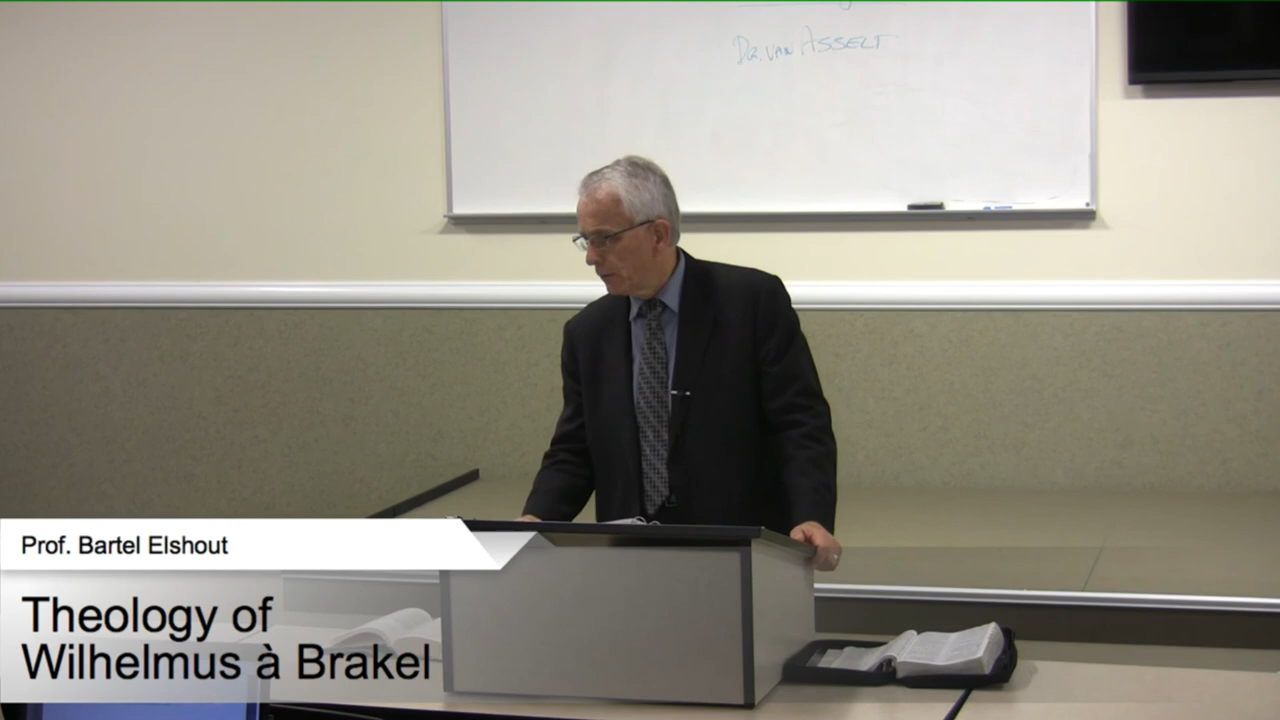 Dr. van Asselt
Prof. Bartel Elshout
Theology of
Wilhelmus à Brakel